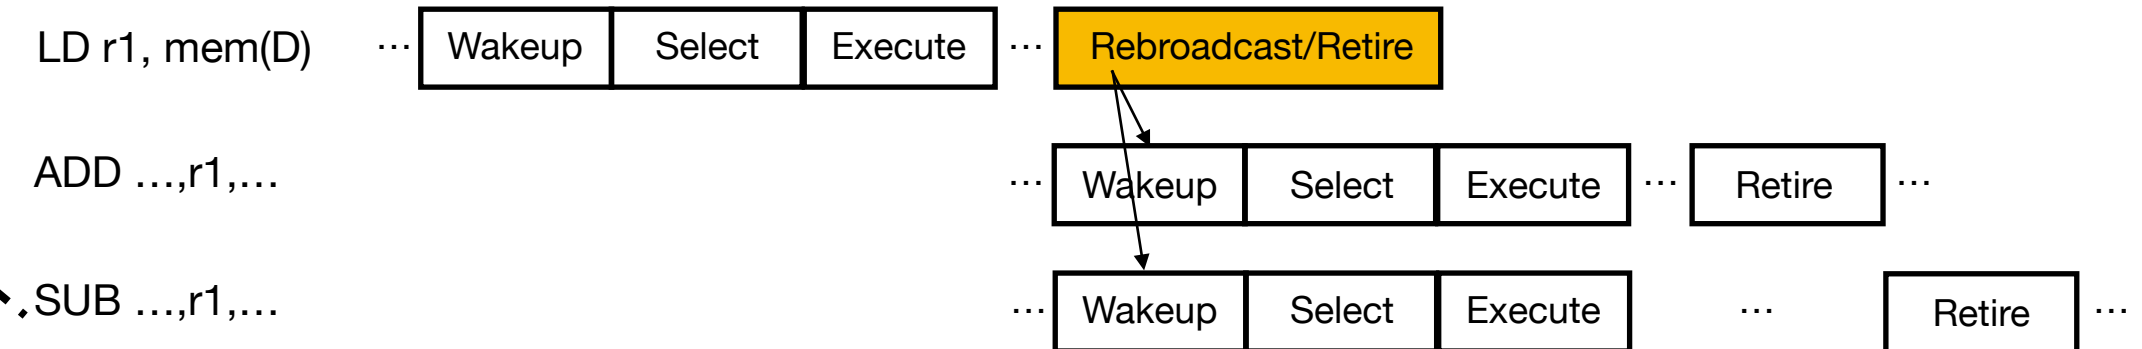 LD r1, mem(D) ... Wakeup Select Execute ... Rebroadcast/Retire
ADD ...,r1,... ... Wakeup Select Execute ... Retire ...
SUB ...,r1,... ... Wakeup Select Execute ... Retire ...